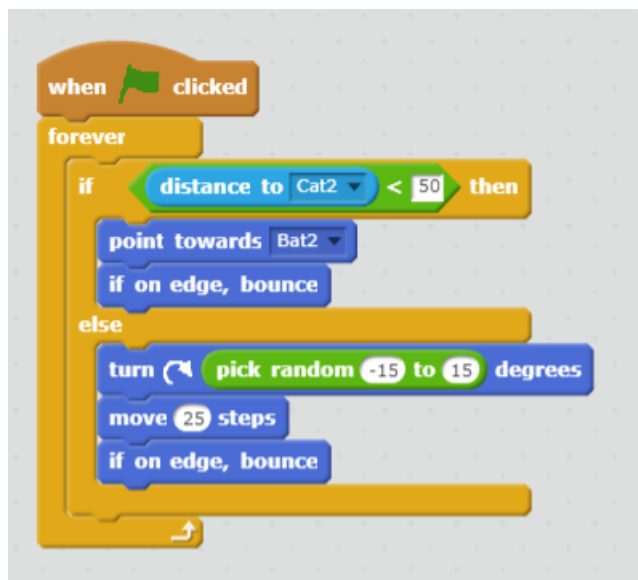 when clicked
forever
if distance to Cat2 < 50 then
point towards Bat2
if on edge, bounce
else
turn pick random -15 to 15 degrees
move 25 steps
if on edge, bounce